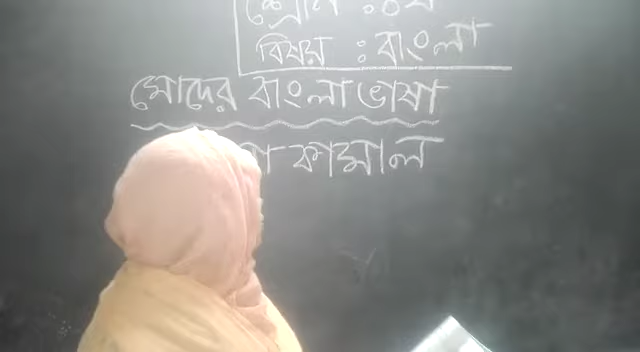 শ্রেণি :
বিষয় : বাংলা
মোদের বাংলা ভাষা
কামাল